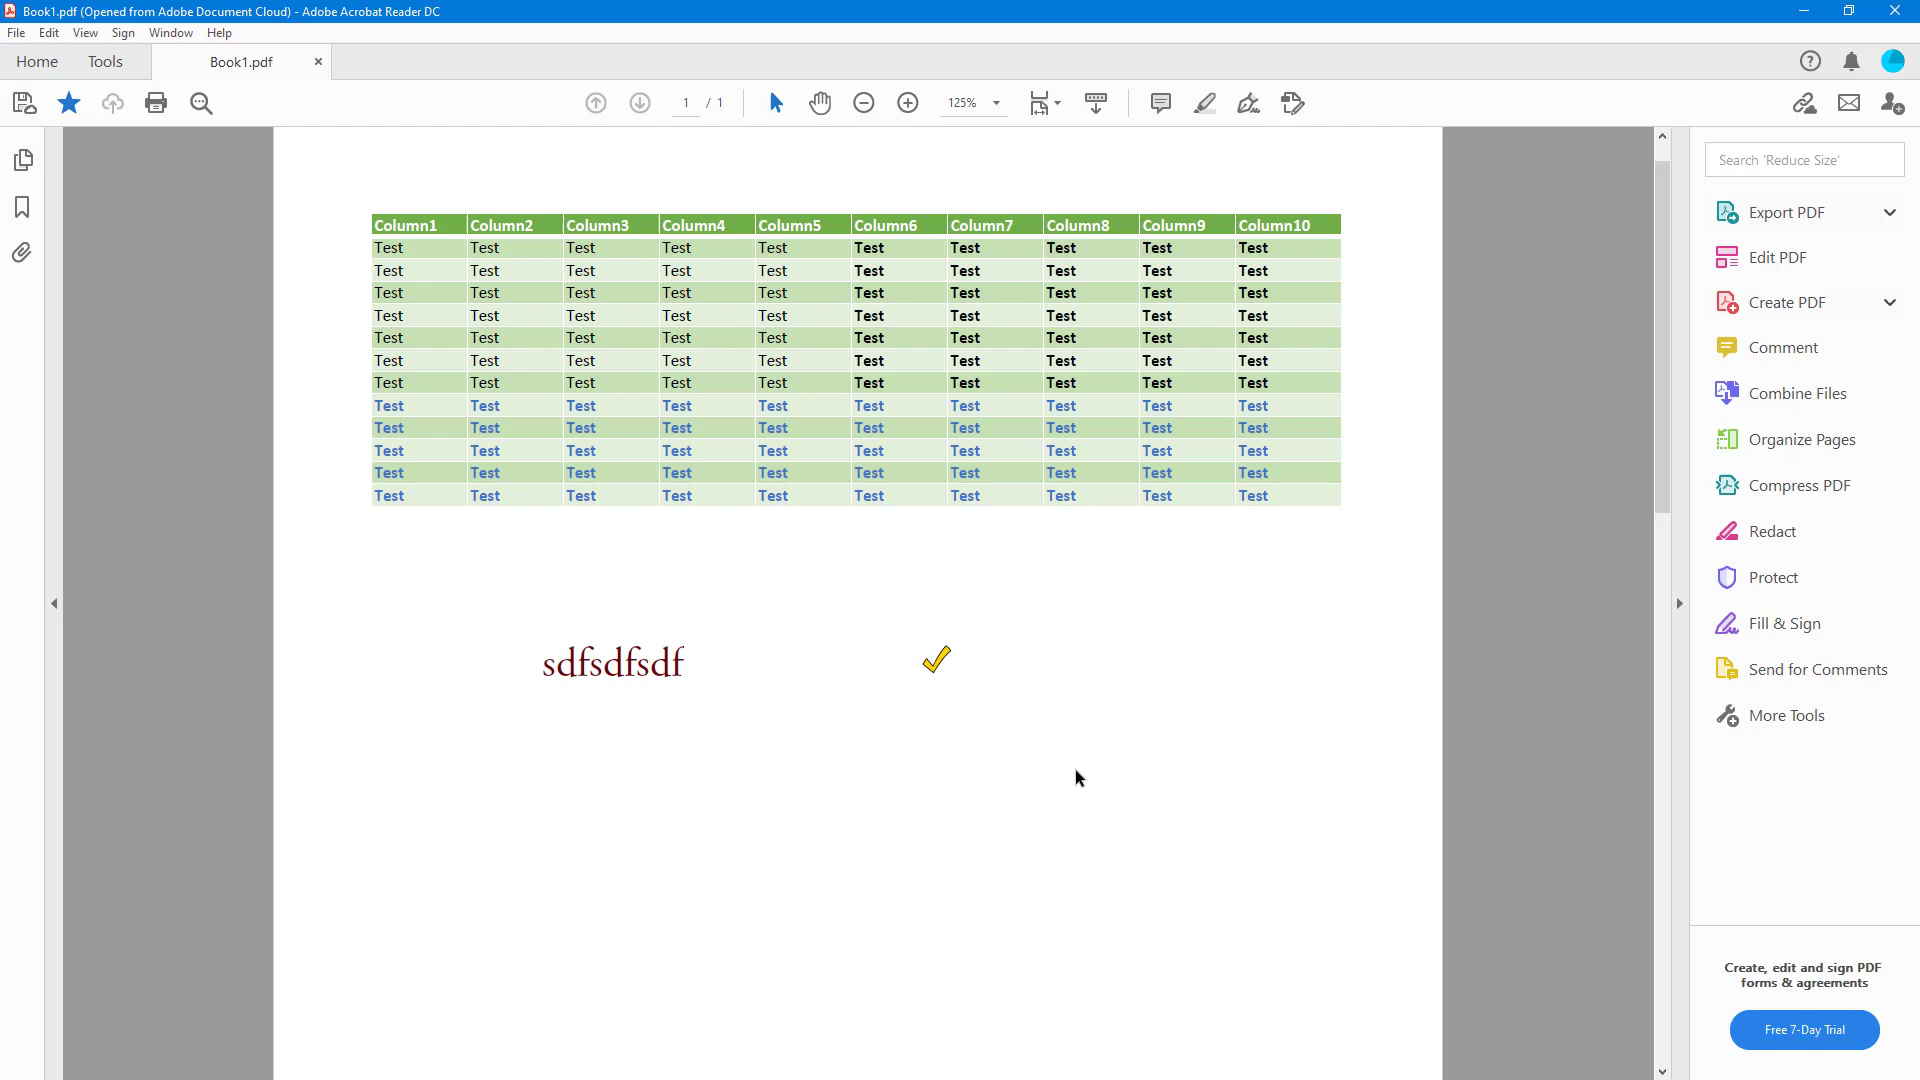 Book1.pdf (Opened from Adobe Document Cloud) - Adobe Acrobat Reader DC
File Edit View Sign Window Help
Home Tools Book1.pdf
1 / 1 125%
Search 'Reduce Size'
Export PDF
Edit PDF
Create PDF
Comment
Combine Files
Organize Pages
Compress PDF
Redact
Protect
Fill & Sign
Send for Comments
More Tools
Create, edit and sign PDF
forms & agreements
Free 7-Day Trial
Column1 Column2 Column3 Column4 Column5 Column6 Column7 Column8 Column9 Column10
Test Test Test Test Test Test Test Test Test Test
Test Test Test Test Test Test Test Test Test Test
Test Test Test Test Test Test Test Test Test Test
Test Test Test Test Test Test Test Test Test Test
Test Test Test Test Test Test Test Test Test Test
Test Test Test Test Test Test Test Test Test Test
Test Test Test Test Test Test Test Test Test Test
Test Test Test Test Test Test Test Test Test Test
Test Test Test Test Test Test Test Test Test Test
Test Test Test Test Test Test Test Test Test Test
Test Test Test Test Test Test Test Test Test Test
Test Test Test Test Test Test Test Test Test Test
sdfsdfsdf